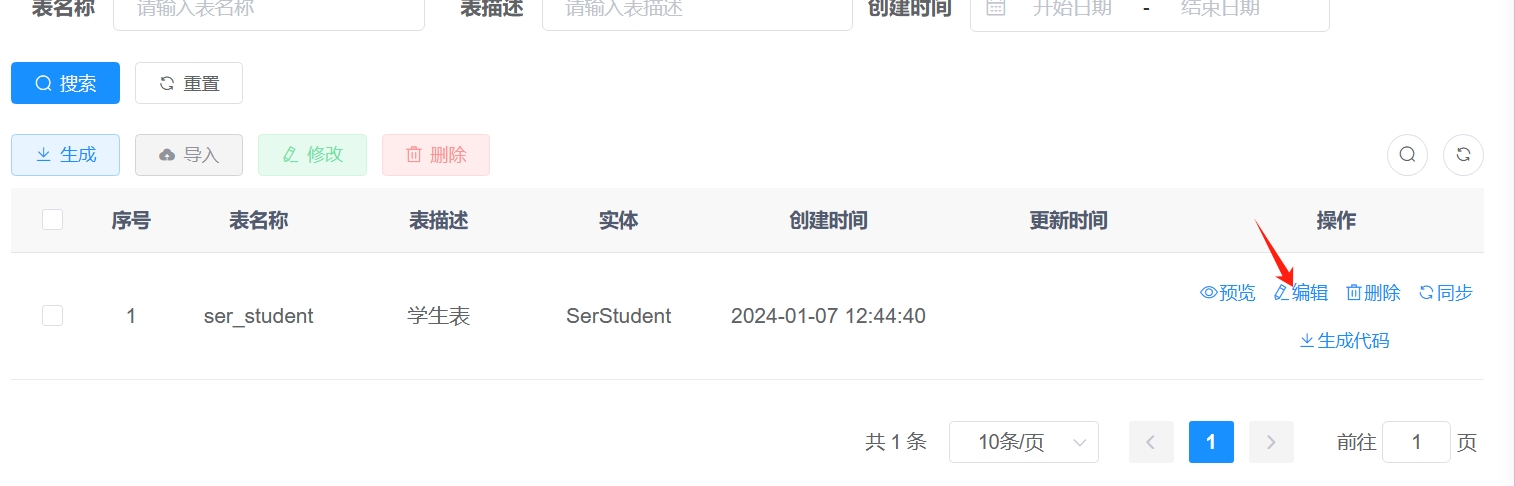 表名称 请输入表名称 表描述 请输入表描述 创建时间 开始日期 - 结束日期
搜索 重置
生成 导入 修改 删除
序号 表名称 表描述 实体 创建时间 更新时间 操作
预览 编辑 删除 同步
1 ser_student 学生表 SerStudent 2024-01-07 12:44:40
生成代码
共 1 条 10条/页 1 前往 1 页